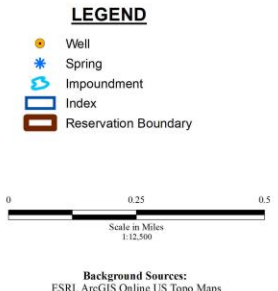 LEGEND
Well
Spring
Impoundment
Index
Reservation Boundary
0 0.25 0.5
Scale in Miles
1:12,500
Background Sources:
ESRI, ArcGIS Online US Topo Maps